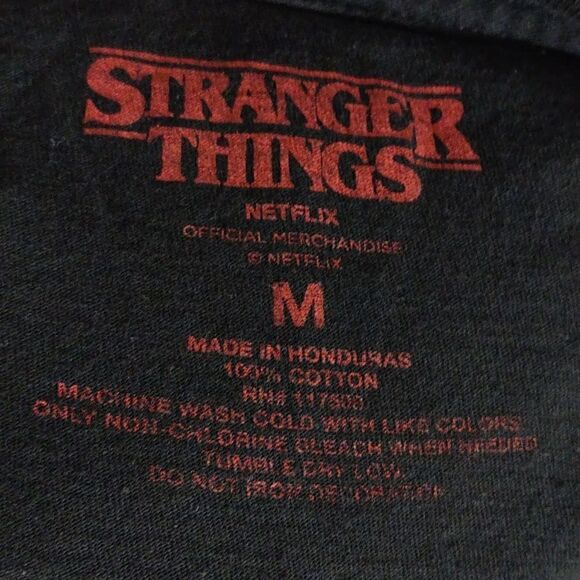 STRANGER
THINGS
NETFLIX
OFFICIAL MERCHANDISE
© NETFLIX
M
MADE IN HONDURAS
100% COTTON
RN#
MACHINE WASH COLD WITH LIKE COLORS
ONLY NON-CHLORINE BLEACH WHEN NEEDED
TUMBLE DRY LOW.
DO NOT IRON DECORATION